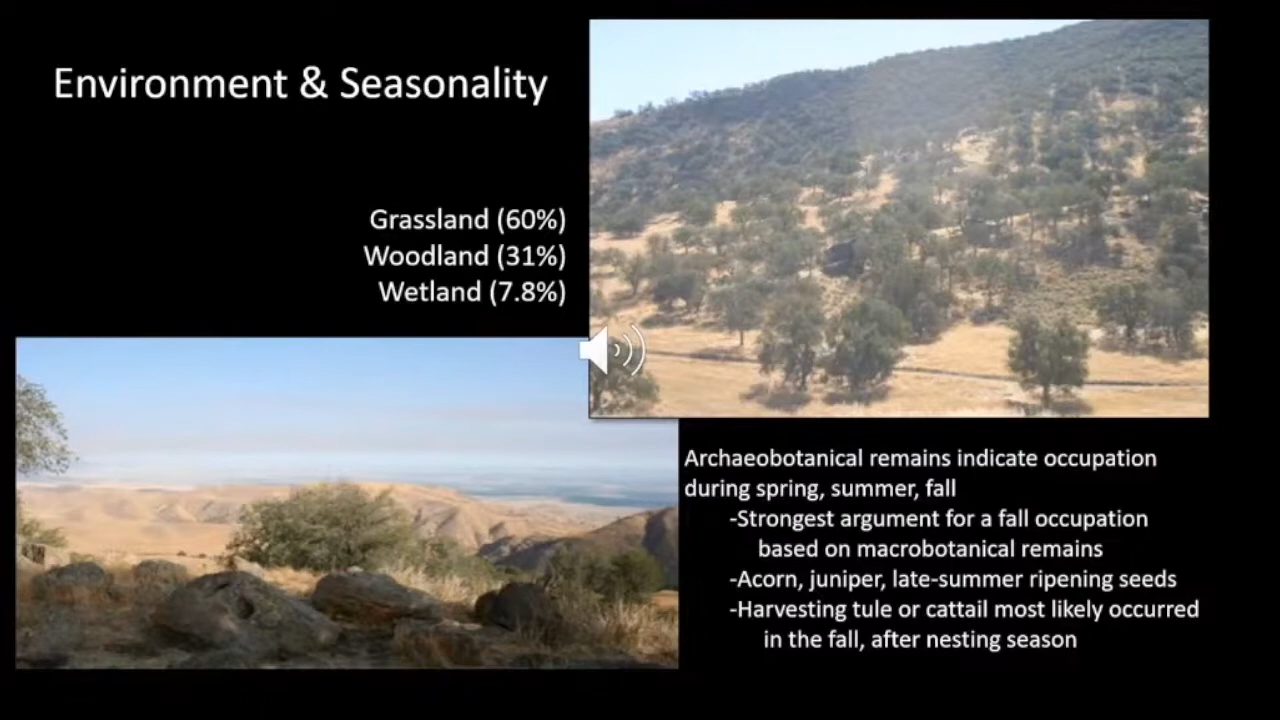 Environment & Seasonality
Grassland (60%)
Woodland (31%)
Wetland (7.8%)
Archaeobotanical remains indicate occupation
during spring, summer, fall
-Strongest argument for a fall occupation
based on macrobotanical remains
-Acorn, juniper, late-summer ripening seeds
-Harvesting tule or cattail most likely occurred
in the fall, after nesting season